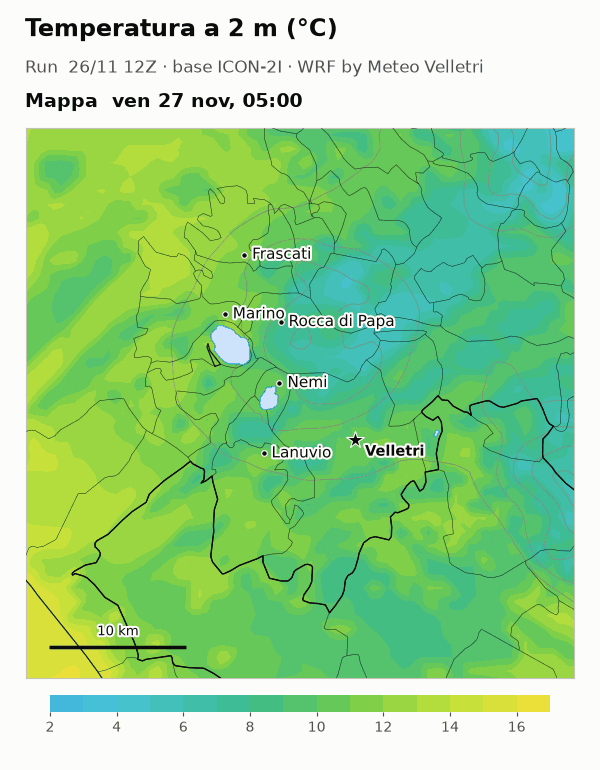 Temperatura a 2 m (°C)
Run  26/11 12Z · base ICON-2I · WRF by Meteo Velletri
Mappa  ven 27 nov, 05:00
Frascati
Marino
Rocca di Papa
Nemi
Velletri
Lanuvio
10 km
2 4 6 8 10 12 14 16